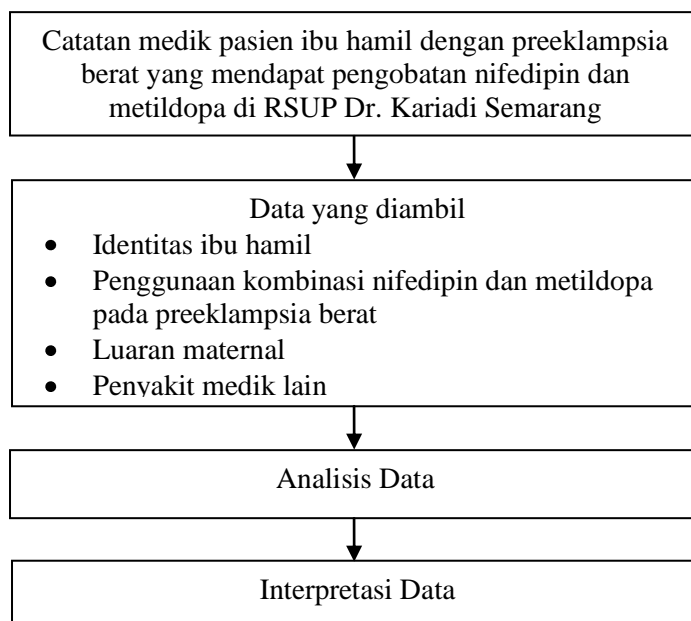 Catatan medik pasien ibu hamil dengan preeklampsia
berat yang mendapat pengobatan nifedipin dan
metildopa di RSUP Dr. Kariadi Semarang
Data yang diambil
• Identitas ibu hamil
• Penggunaan kombinasi nifedipin dan metildopa
pada preeklampsia berat
• Luaran maternal
• Penyakit medik lain
Analisis Data
Interpretasi Data